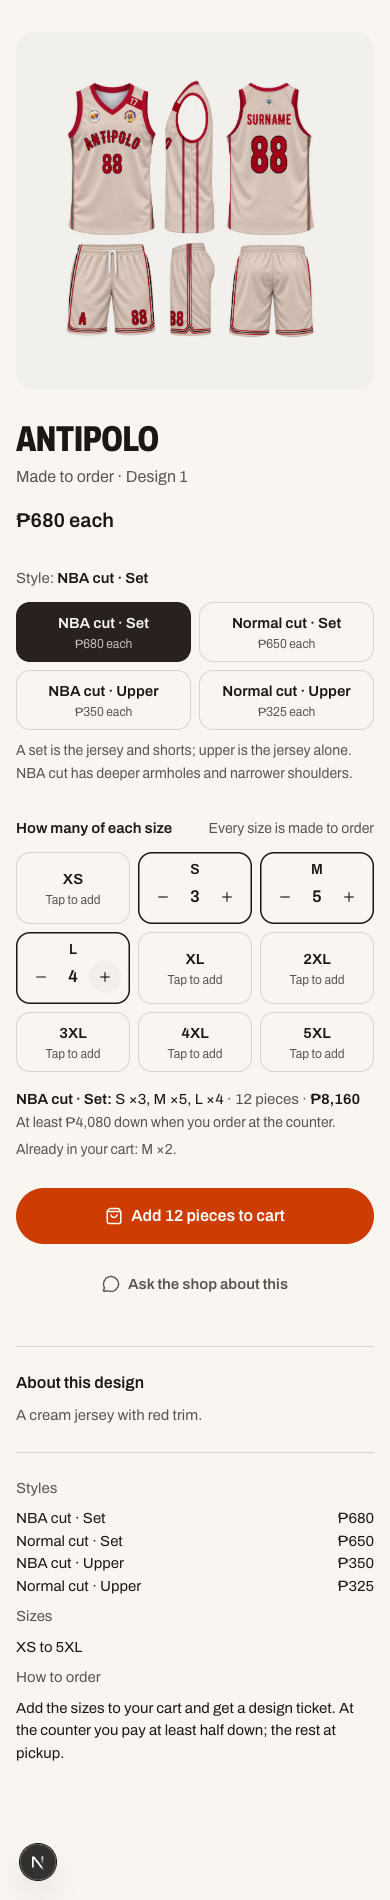 17
ANTIPOLO
88
SURNAME
88
A
88
88
ANTIPOLO
Made to order · Design 1
₱680 each
Style: NBA cut · Set
NBA cut · Set
₱680 each
Normal cut · Set
₱650 each
NBA cut · Upper
₱350 each
Normal cut · Upper
₱325 each
A set is the jersey and shorts; upper is the jersey alone.
NBA cut has deeper armholes and narrower shoulders.
How many of each size
Every size is made to order
XS
Tap to add
S
− 3 +
M
− 5 +
L
− 4 +
XL
Tap to add
2XL
Tap to add
3XL
Tap to add
4XL
Tap to add
5XL
Tap to add
NBA cut · Set: S ×3, M ×5, L ×4 · 12 pieces · ₱8,160
At least ₱4,080 down when you order at the counter.
Already in your cart: M ×2.
Add 12 pieces to cart
Ask the shop about this
About this design
A cream jersey with red trim.
Styles
NBA cut · Set ₱680
Normal cut · Set ₱650
NBA cut · Upper ₱350
Normal cut · Upper ₱325
Sizes
XS to 5XL
How to order
Add the sizes to your cart and get a design ticket. At
the counter you pay at least half down; the rest at
pickup.
N